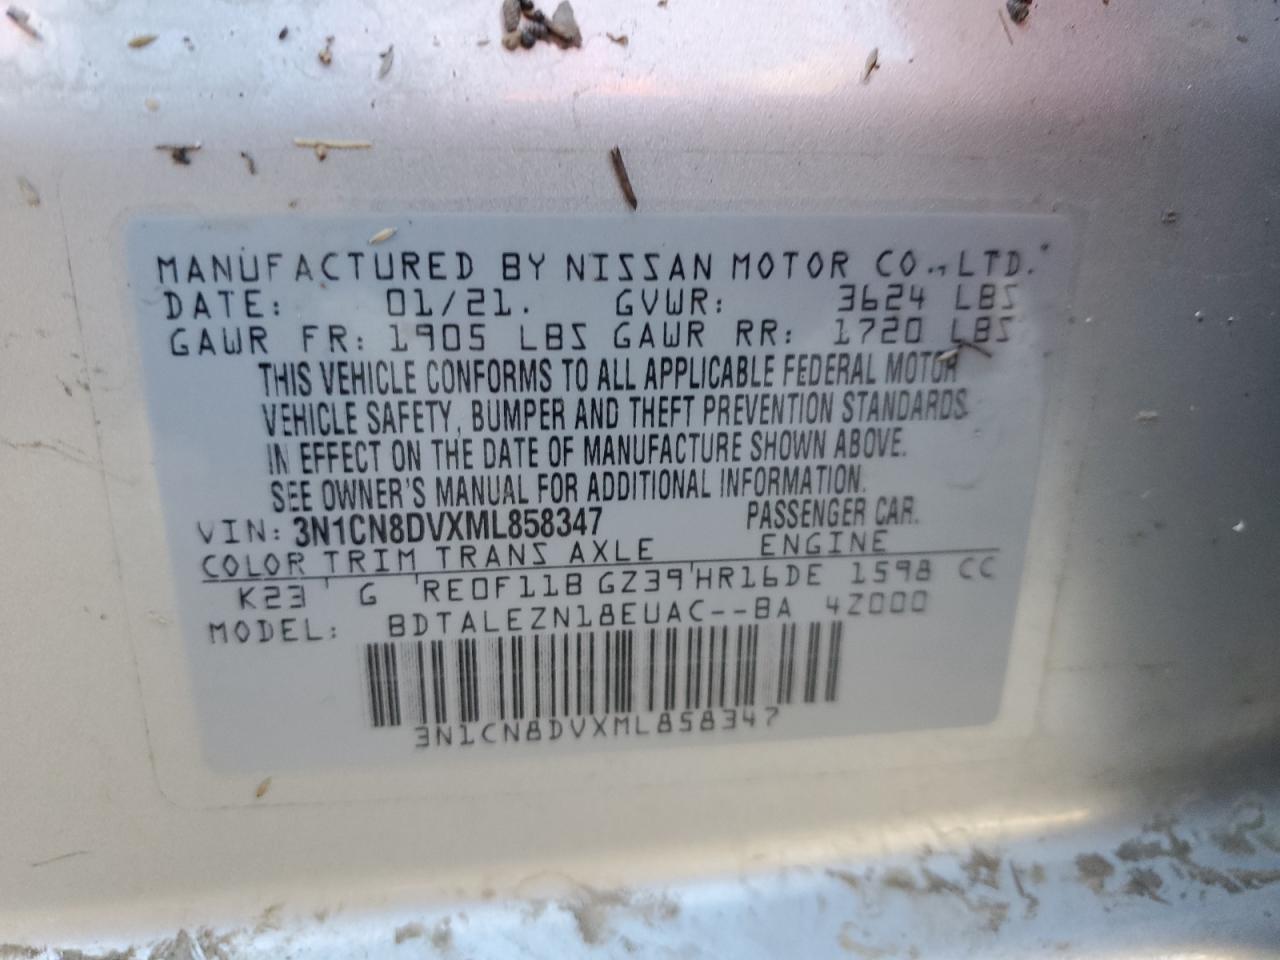 MANUFACTURED BY NISSAN MOTOR CO., LTD.
DATE: 01/21. GVWR: 3624 LBS
GAWR FR: 1905 LBS GAWR RR: 1720 LBS
THIS VEHICLE CONFORMS TO ALL APPLICABLE FEDERAL MOTOR
VEHICLE SAFETY, BUMPER AND THEFT PREVENTION STANDARDS
IN EFFECT ON THE DATE OF MANUFACTURE SHOWN ABOVE.
SEE OWNER'S MANUAL FOR ADDITIONAL INFORMATION.
VIN: 3N1CN8DVXML858347 PASSENGER CAR.
COLOR TRIM TRANS AXLE ENGINE
K23 G RE0F11B GZ39 HR16DE 1598 CC
MODEL: BDTALEZN18EUAC--BA 4Z000
3N1CN8DVXML858347